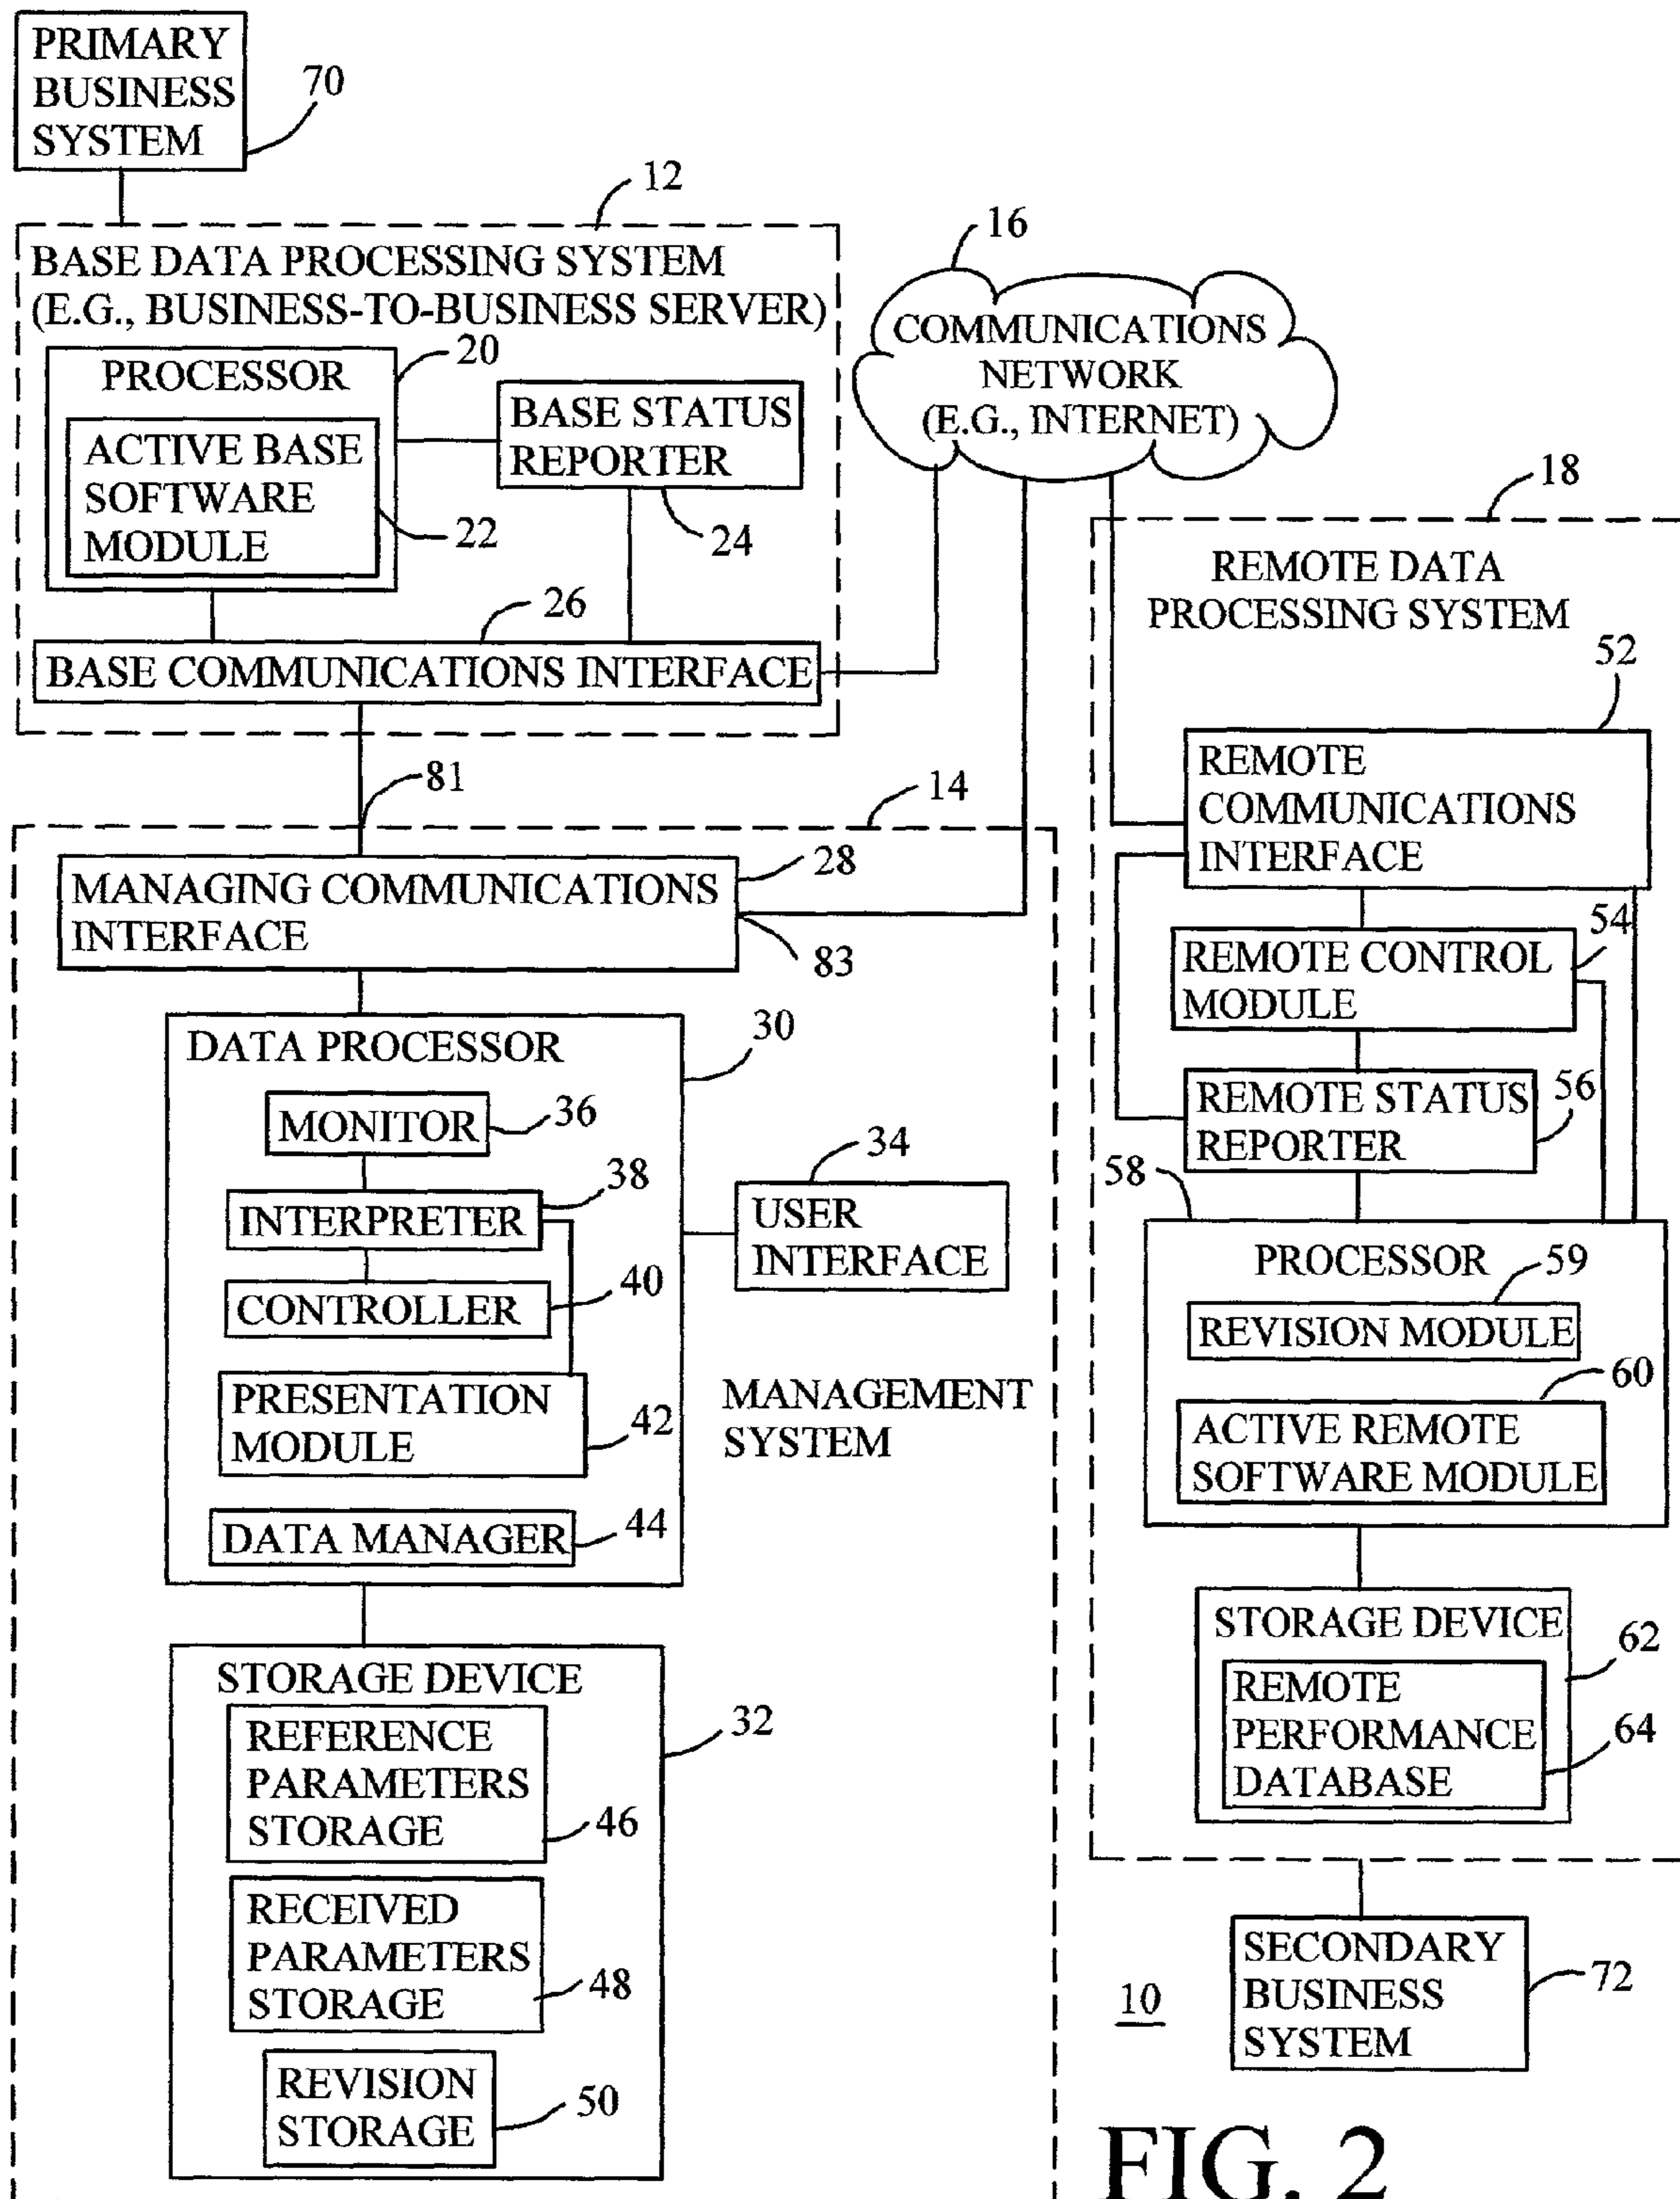 PRIMARY
BUSINESS
SYSTEM
70
12
BASE DATA PROCESSING SYSTEM
(E.G., BUSINESS-TO-BUSINESS SERVER)
PROCESSOR
20
ACTIVE BASE
SOFTWARE
MODULE
22
BASE STATUS
REPORTER
24
26
BASE COMMUNICATIONS INTERFACE
16
COMMUNICATIONS
NETWORK
(E.G., INTERNET)
81
14
MANAGING COMMUNICATIONS
INTERFACE
28
83
DATA PROCESSOR
30
MONITOR
36
INTERPRETER
38
CONTROLLER
40
PRESENTATION
MODULE
42
DATA MANAGER
44
34
USER
INTERFACE
MANAGEMENT
SYSTEM
STORAGE DEVICE
32
REFERENCE
PARAMETERS
STORAGE
46
RECEIVED
PARAMETERS
STORAGE
48
REVISION
STORAGE
50
18
REMOTE DATA
PROCESSING SYSTEM
52
REMOTE
COMMUNICATIONS
INTERFACE
54
REMOTE CONTROL
MODULE
REMOTE STATUS
REPORTER
56
58
PROCESSOR
59
REVISION MODULE
60
ACTIVE REMOTE
SOFTWARE MODULE
STORAGE DEVICE
62
REMOTE
PERFORMANCE
DATABASE
64
SECONDARY
BUSINESS
SYSTEM
72
10
FIG. 2